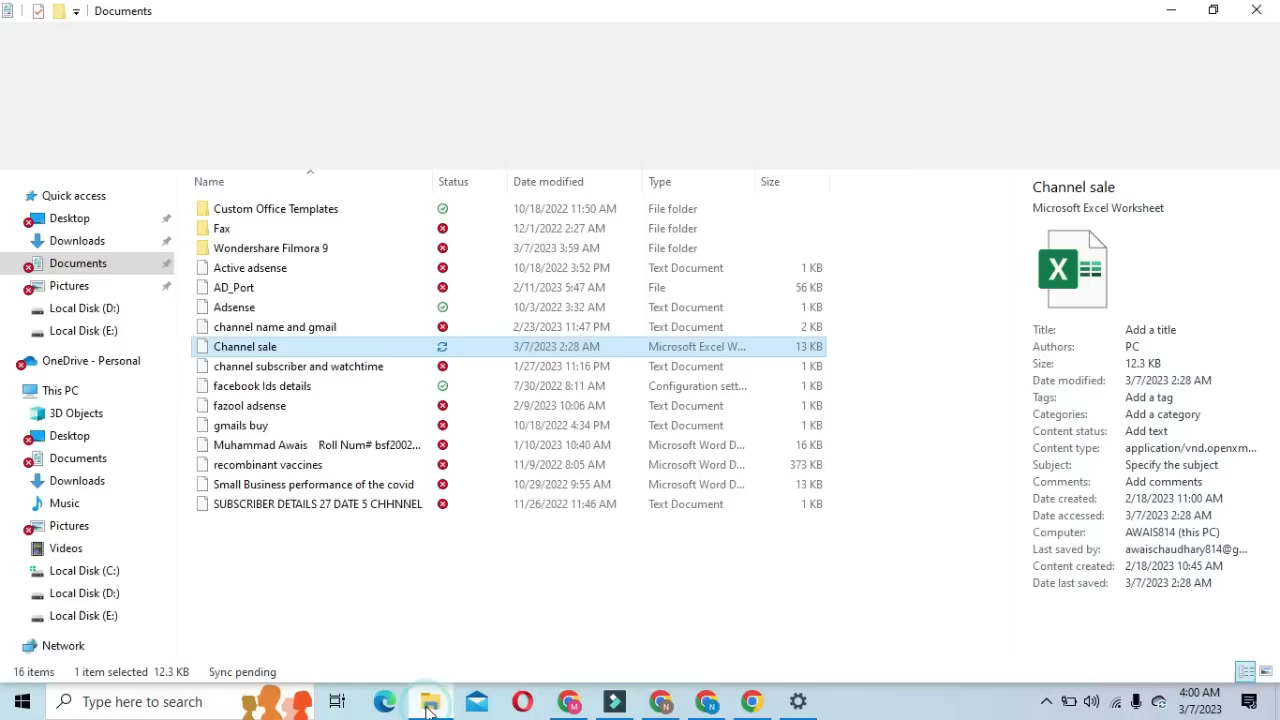 Documents
Name Status Date modified Type Size
Quick access
Desktop
Downloads
Documents
Pictures
Local Disk (D:)
Local Disk (E:)
OneDrive - Personal
This PC
3D Objects
Desktop
Documents
Downloads
Music
Pictures
Videos
Local Disk (C:)
Local Disk (D:)
Local Disk (E:)
Network
Custom Office Templates 10/18/2022 11:50 AM File folder
Fax 12/1/2022 2:27 AM File folder
Wondershare Filmora 9 3/7/2023 3:59 AM File folder
Active adsense 10/18/2022 3:52 PM Text Document 1 KB
AD_Port 2/11/2023 5:47 AM File 56 KB
Adsense 10/3/2022 3:32 AM Text Document 1 KB
channel name and gmail 2/23/2023 11:47 PM Text Document 2 KB
Channel sale 3/7/2023 2:28 AM Microsoft Excel W... 13 KB
channel subscriber and watchtime 1/27/2023 11:16 PM Text Document 1 KB
facebook Ids details 7/30/2022 8:11 AM Configuration sett... 1 KB
fazool adsense 2/9/2023 10:06 AM Text Document 1 KB
gmails buy 10/18/2022 4:34 PM Text Document 1 KB
Muhammad Awais Roll Num# bsf2002... 1/10/2023 10:40 AM Microsoft Word D... 16 KB
recombinant vaccines 11/9/2022 8:05 AM Microsoft Word D... 373 KB
Small Business performance of the covid 10/29/2022 9:55 AM Microsoft Word D... 13 KB
SUBSCRIBER DETAILS 27 DATE 5 CHHNNEL 11/26/2022 11:46 AM Text Document 1 KB
Channel sale
Microsoft Excel Worksheet
X
Title: Add a title
Authors: PC
Size: 12.3 KB
Date modified: 3/7/2023 2:28 AM
Tags: Add a tag
Categories: Add a category
Content status: Add text
Content type: application/vnd.openxm...
Subject: Specify the subject
Comments: Add comments
Date created: 2/18/2023 11:00 AM
Date accessed: 3/7/2023 2:28 AM
Computer: AWAIS814 (this PC)
Last saved by: awaischaudhary814@g...
Content created: 2/18/2023 10:45 AM
Date last saved: 3/7/2023 2:28 AM
16 items 1 item selected 12.3 KB Sync pending
Type here to search
M N N
4:00 AM
3/7/2023